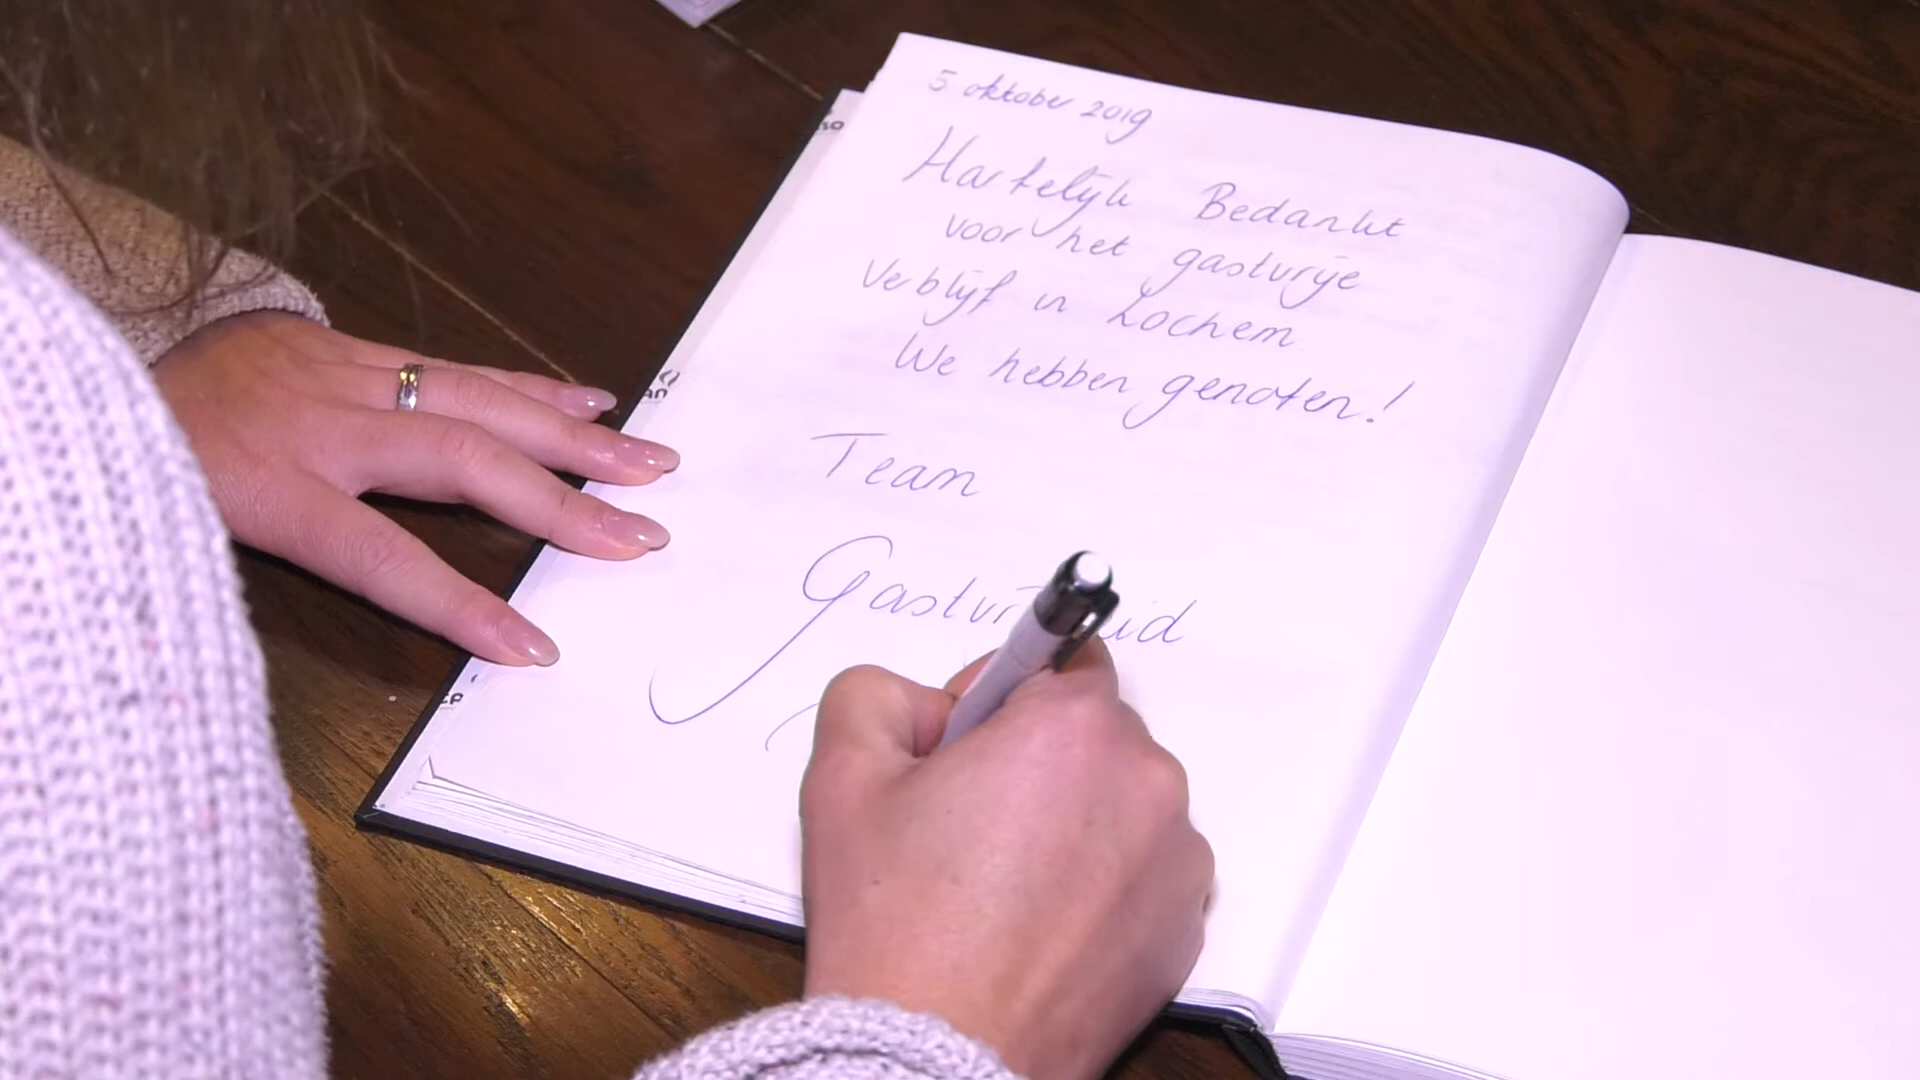 5 oktober 2019
Hartelijk Bedankt
voor het gastvrije
Verblijf in Lochem
We hebben genoten!
Team